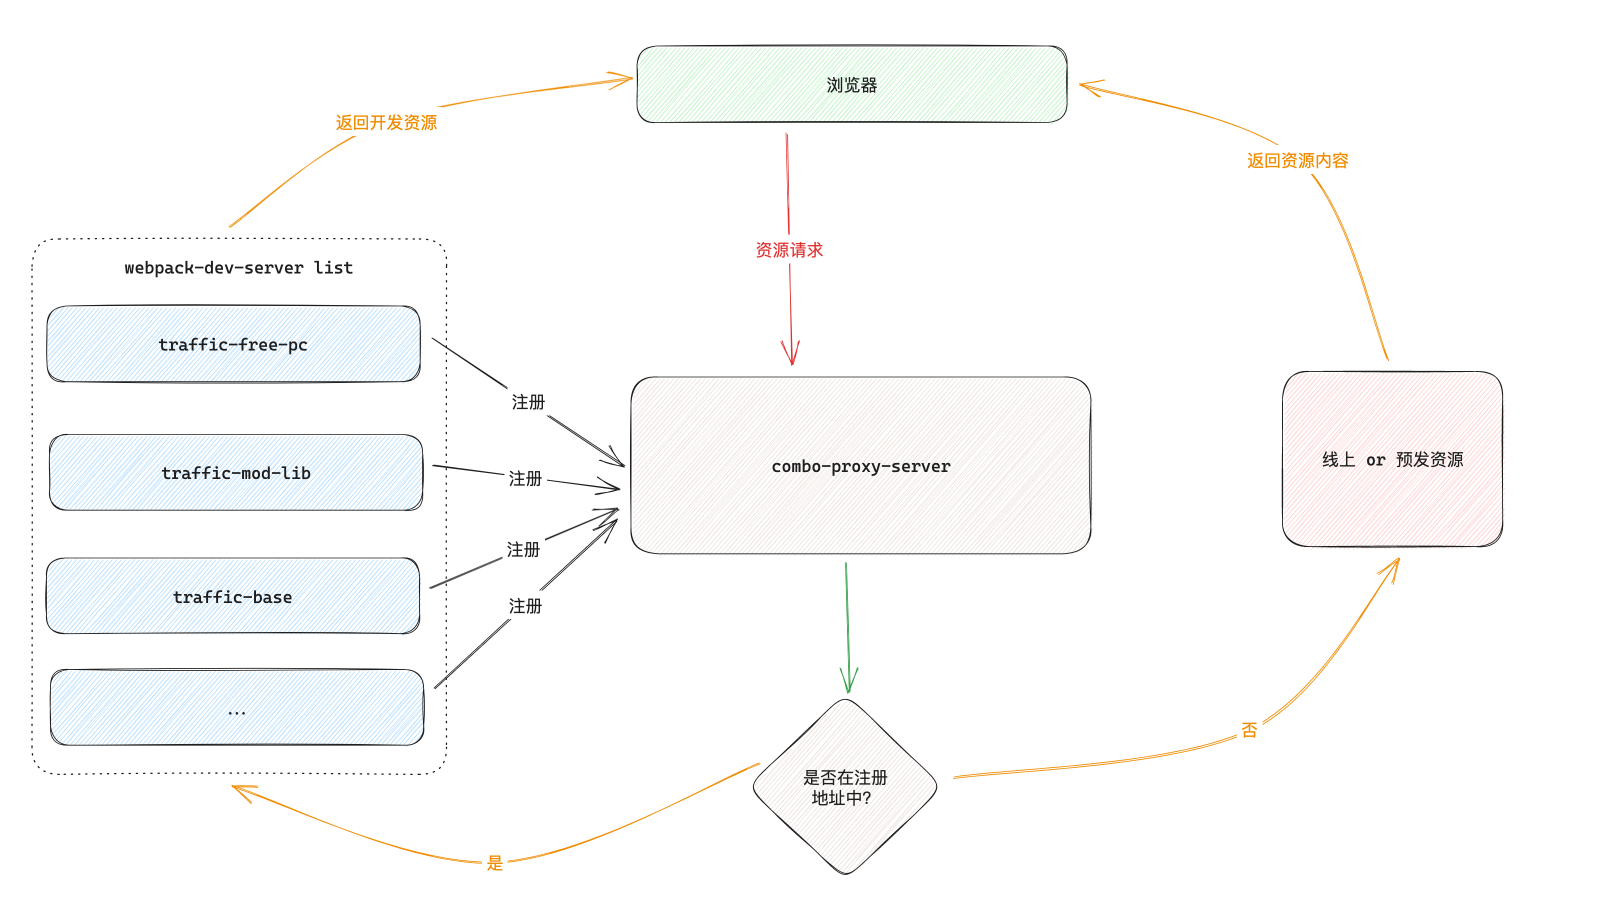 浏览器
返回开发资源
返回资源内容
资源请求
webpack-dev-server list
traffic-free-pc
注册
traffic-mod-lib
注册
traffic-base
注册
...
注册
combo-proxy-server
线上 or 预发资源
是否在注册
地址中?
是
否